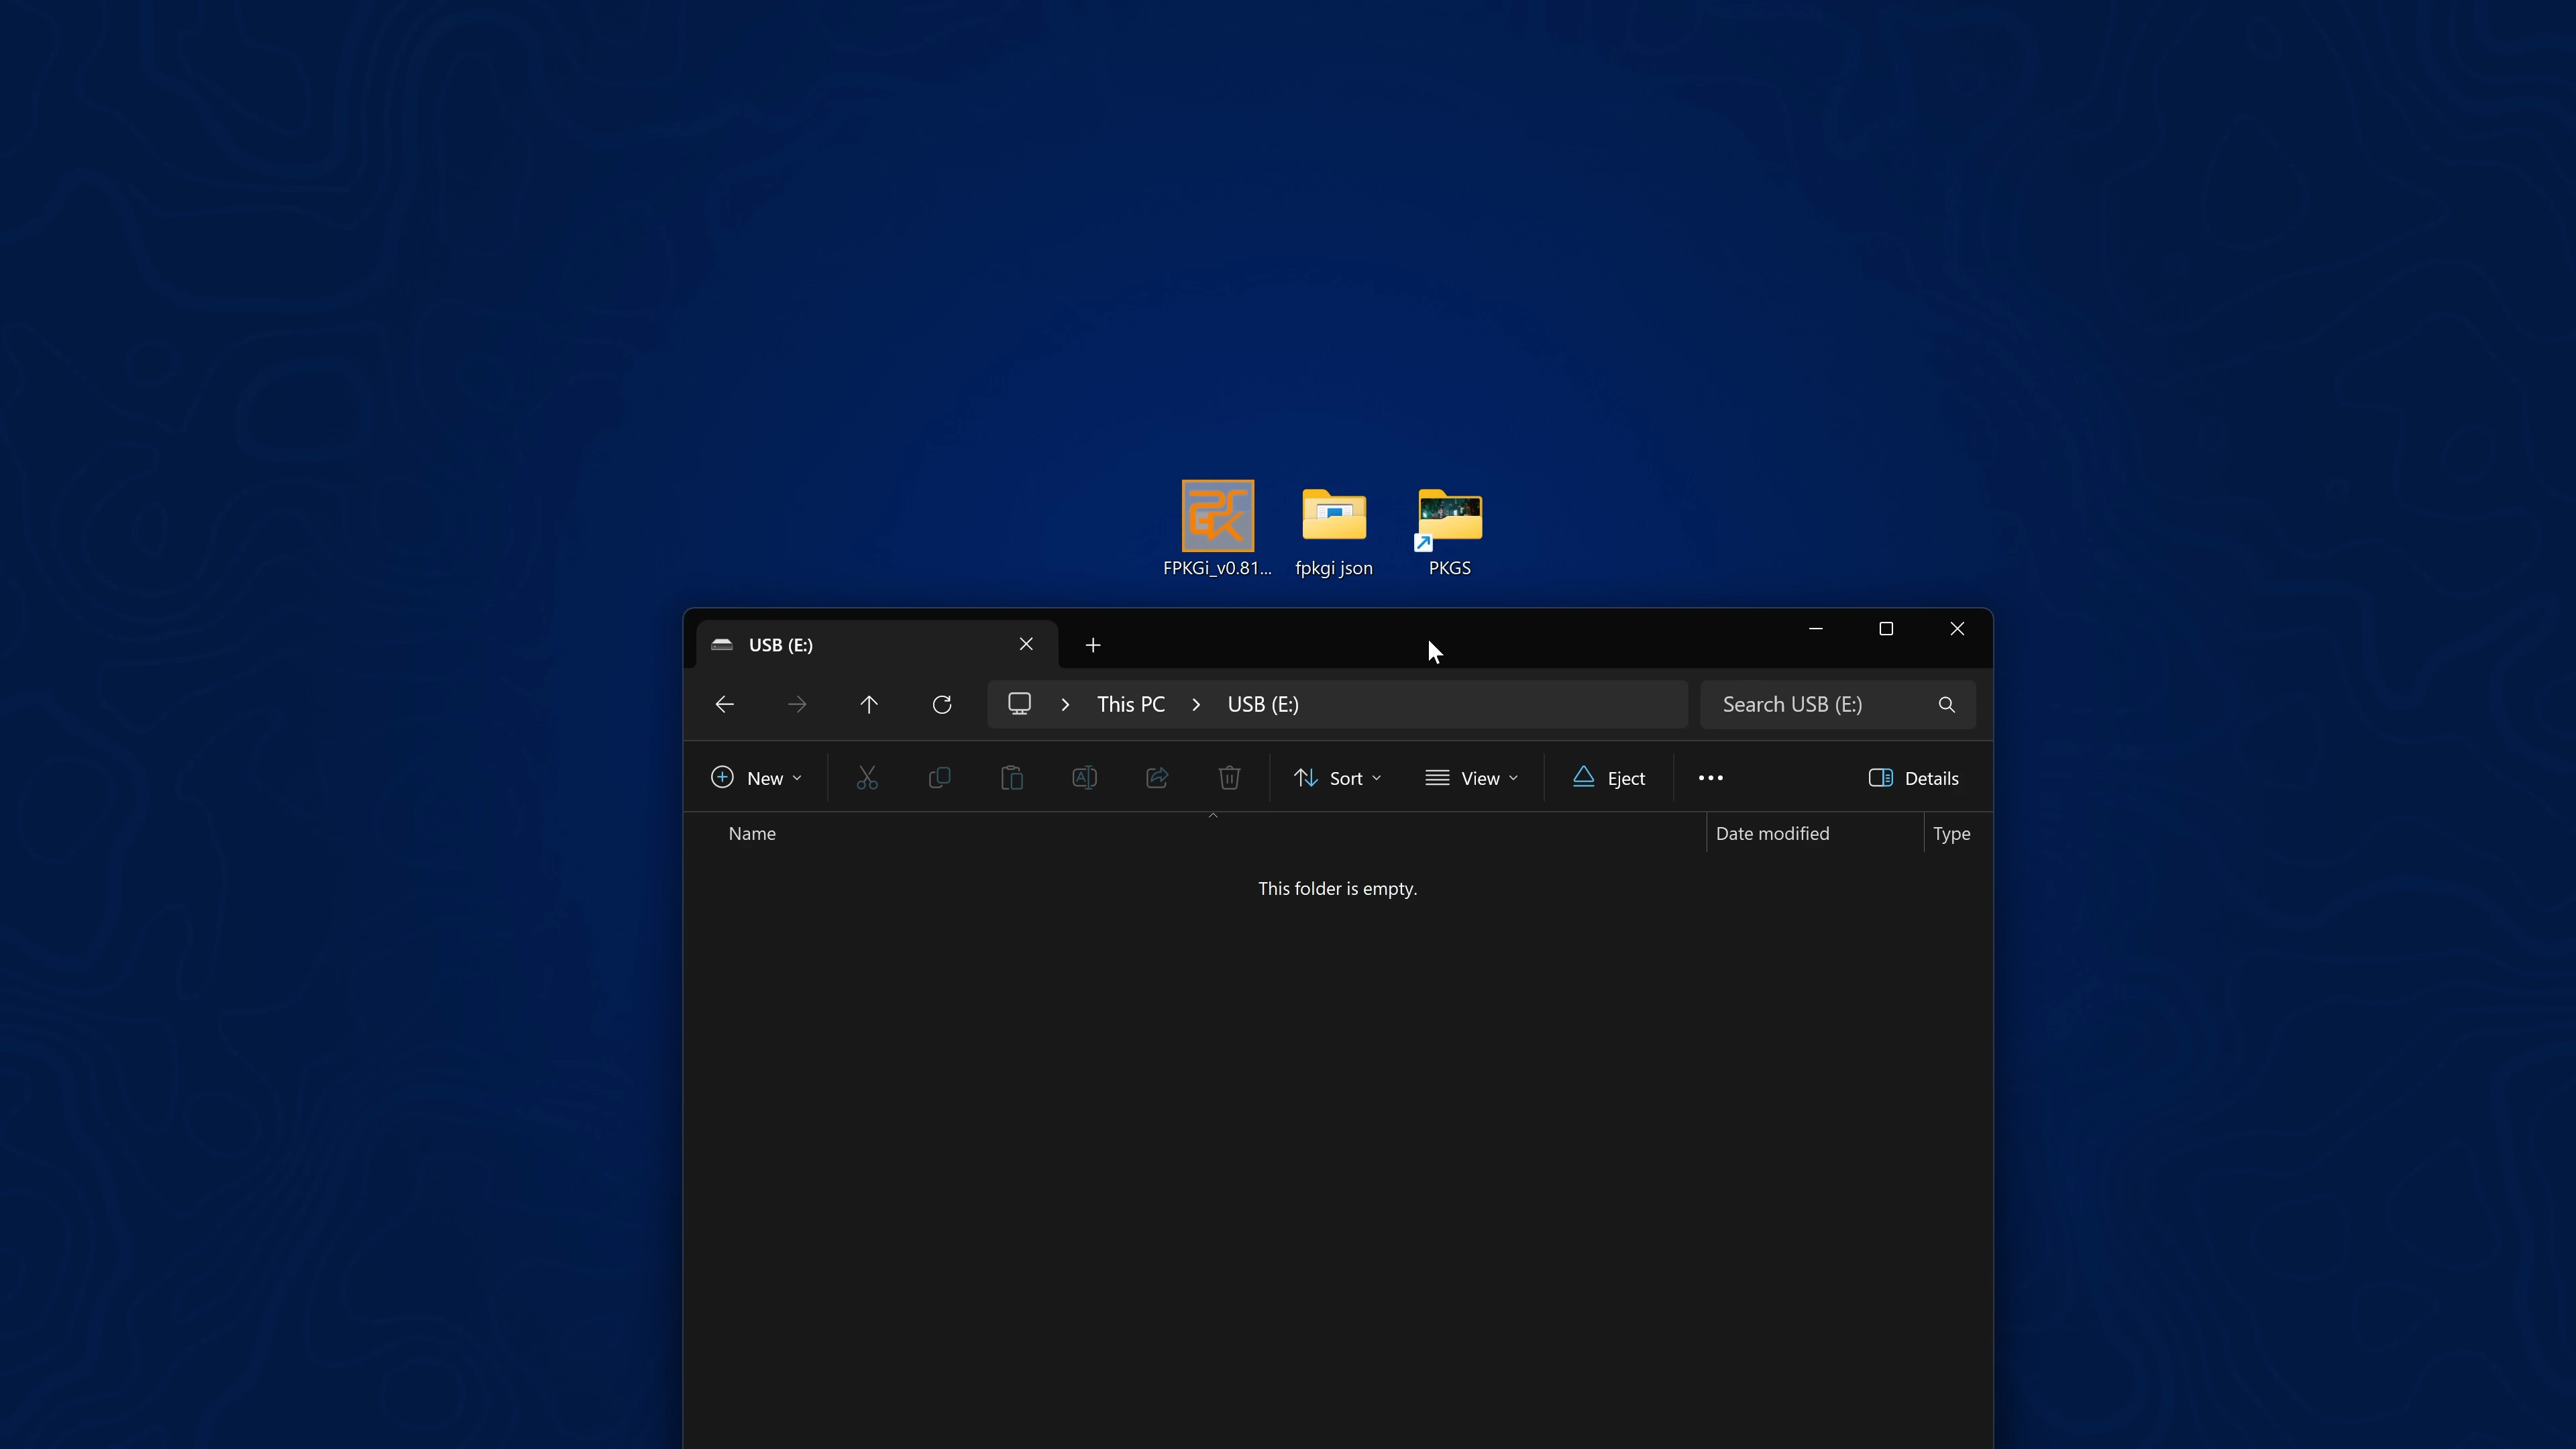 FPKGi_v0.81...
fpkgi json
PKGS
USB (E:)
This PC
USB (E:)
Search USB (E:)
New
Sort
View
Eject
Details
Name
Date modified
Type
This folder is empty.